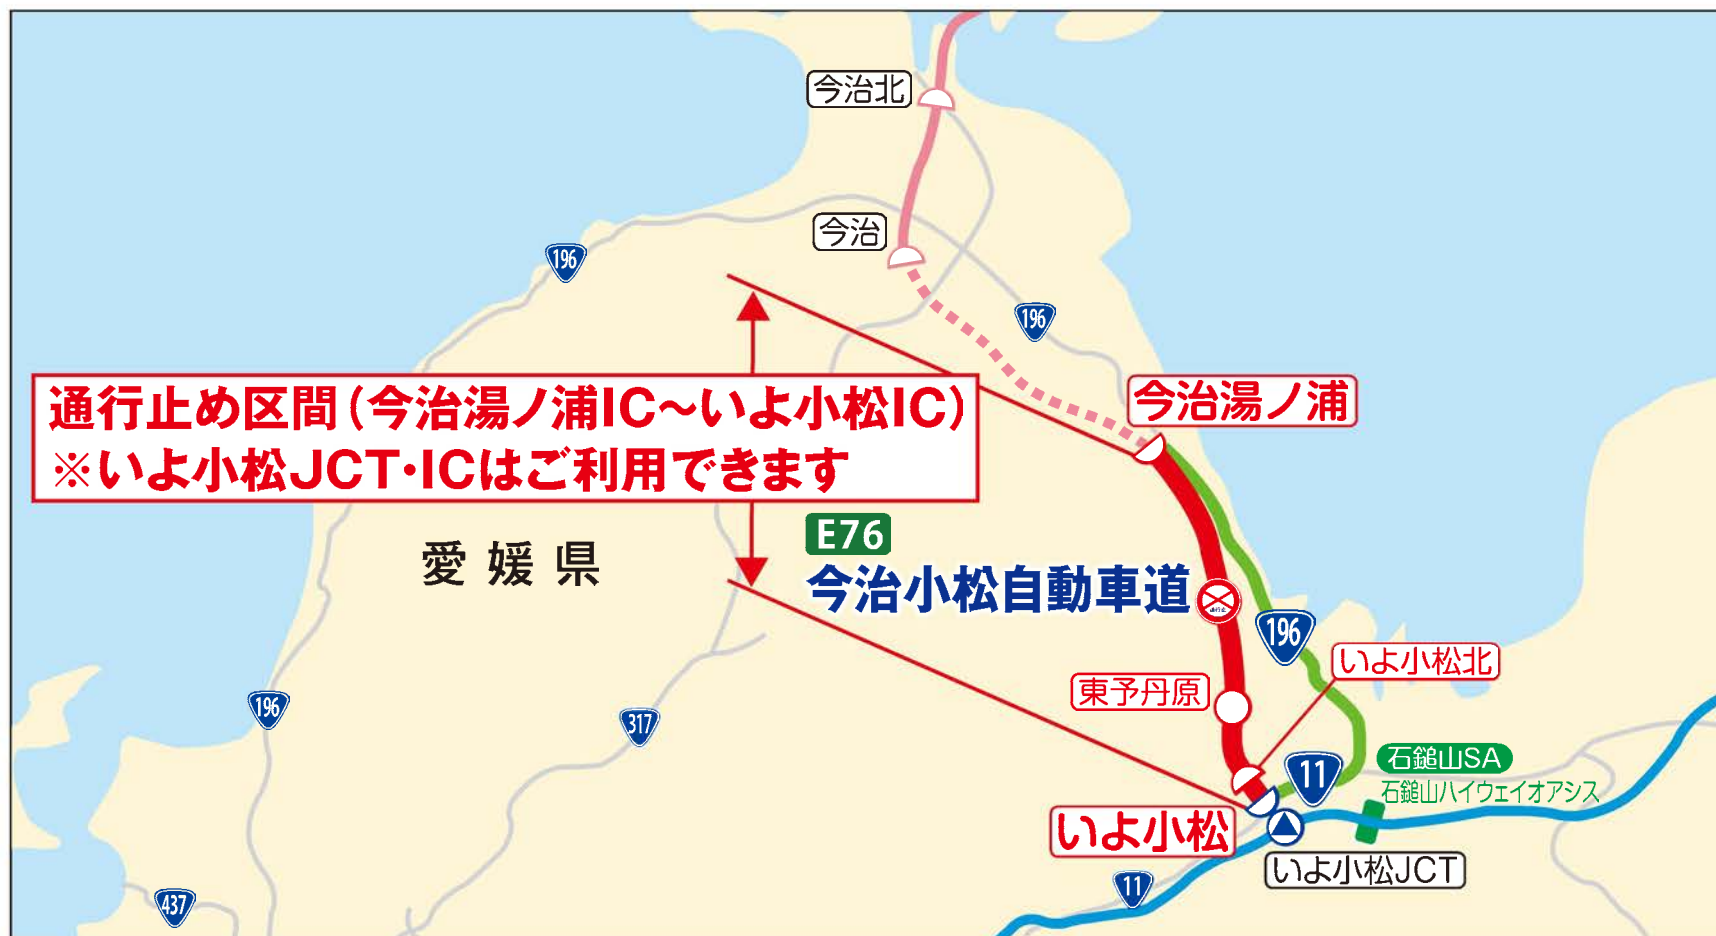 今治北
今治
196
196
今治湯ノ浦
通行止め区間(今治湯ノ浦IC～いよ小松IC)
※いよ小松JCT・ICはご利用できます
E76
愛媛県
今治小松自動車道
通行止
196
いよ小松北
東予丹原
196
317
石鎚山SA
11
石鎚山ハイウェイオアシス
いよ小松
いよ小松JCT
11
437